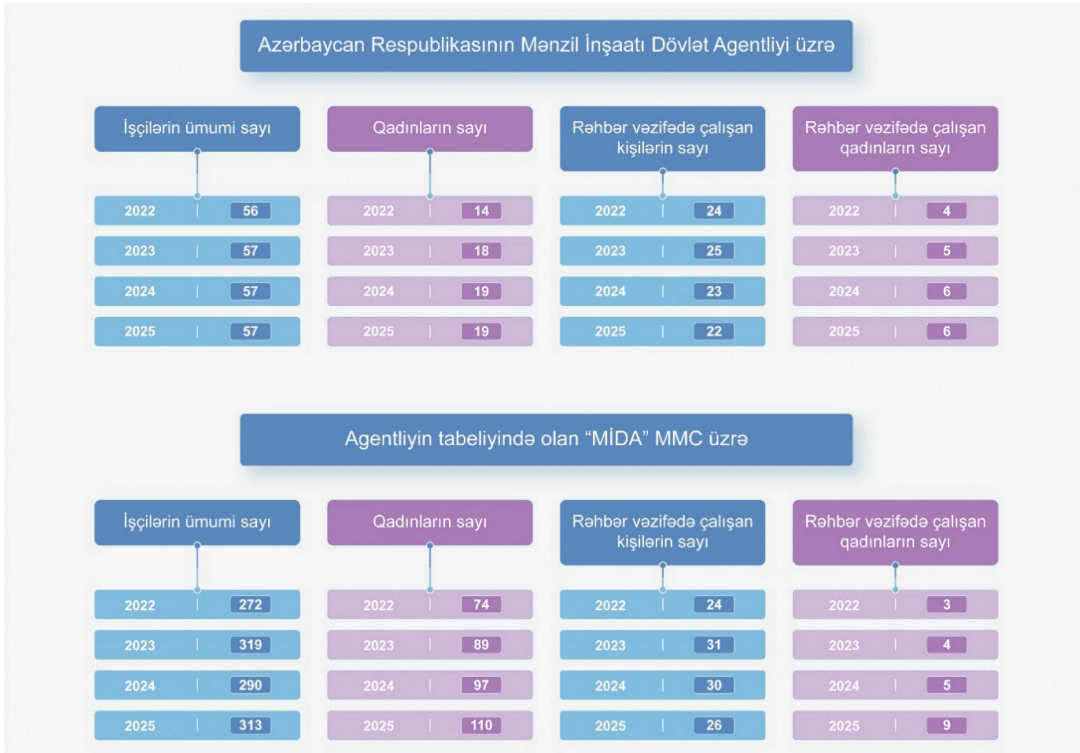 Azərbaycan Respublikasının Mənzil İnşaatı Dövlət Agentliyi üzrə
İşçilərin ümumi sayı
2022 | 56
2023 | 57
2024 | 57
2025 | 57
Qadınların sayı
2022 | 14
2023 | 18
2024 | 19
2025 | 19
Rəhbər vəzifədə çalışan
kişilərin sayı
2022 | 24
2023 | 25
2024 | 23
2025 | 22
Rəhbər vəzifədə çalışan
qadınların sayı
2022 | 4
2023 | 5
2024 | 6
2025 | 6
Agentliyin tabeliyində olan “MİDA” MMC üzrə
İşçilərin ümumi sayı
2022 | 272
2023 | 319
2024 | 290
2025 | 313
Qadınların sayı
2022 | 74
2023 | 89
2024 | 97
2025 | 110
Rəhbər vəzifədə çalışan
kişilərin sayı
2022 | 24
2023 | 31
2024 | 30
2025 | 26
Rəhbər vəzifədə çalışan
qadınların sayı
2022 | 3
2023 | 4
2024 | 5
2025 | 9